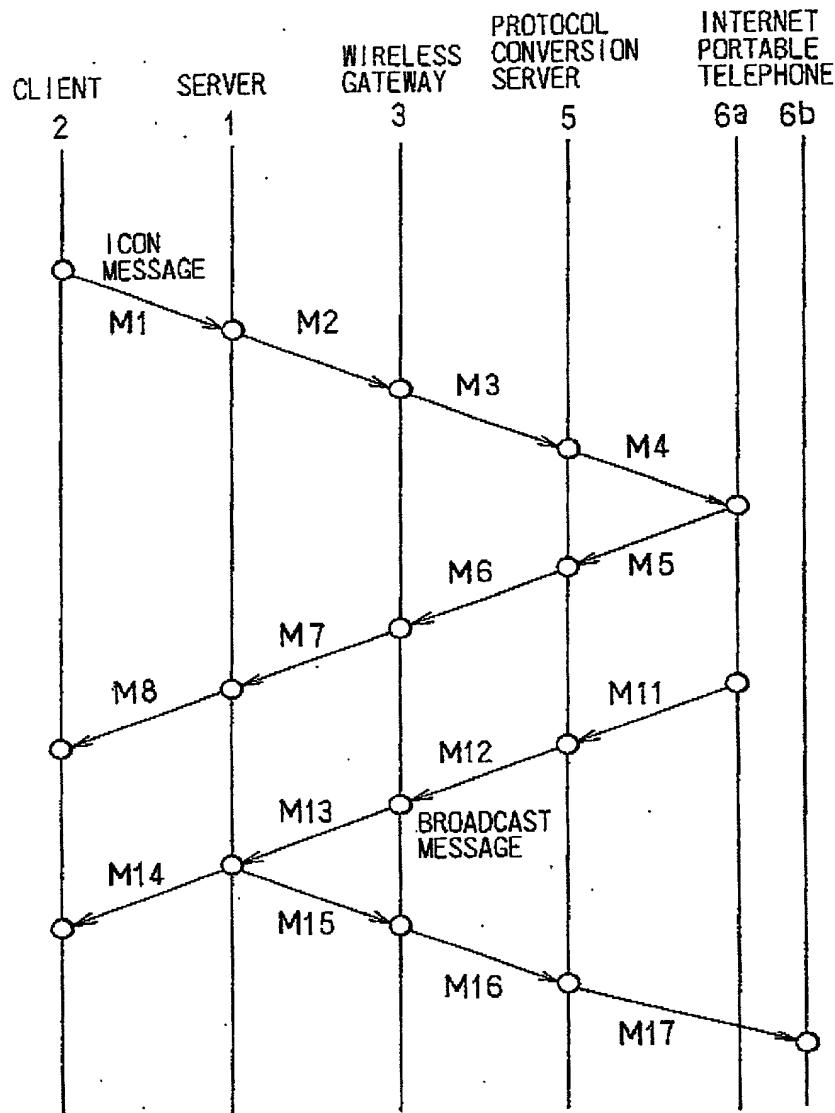 CLIENT
2
SERVER
1
WIRELESS
GATEWAY
3
PROTOCOL
CONVERSION
SERVER
5
INTERNET
PORTABLE
TELEPHONE
6a 6b
ICON
MESSAGE
M1
M2
M3
M4
M5
M6
M7
M8
M11
M12
M13
BROADCAST
MESSAGE
M14
M15
M16
M17